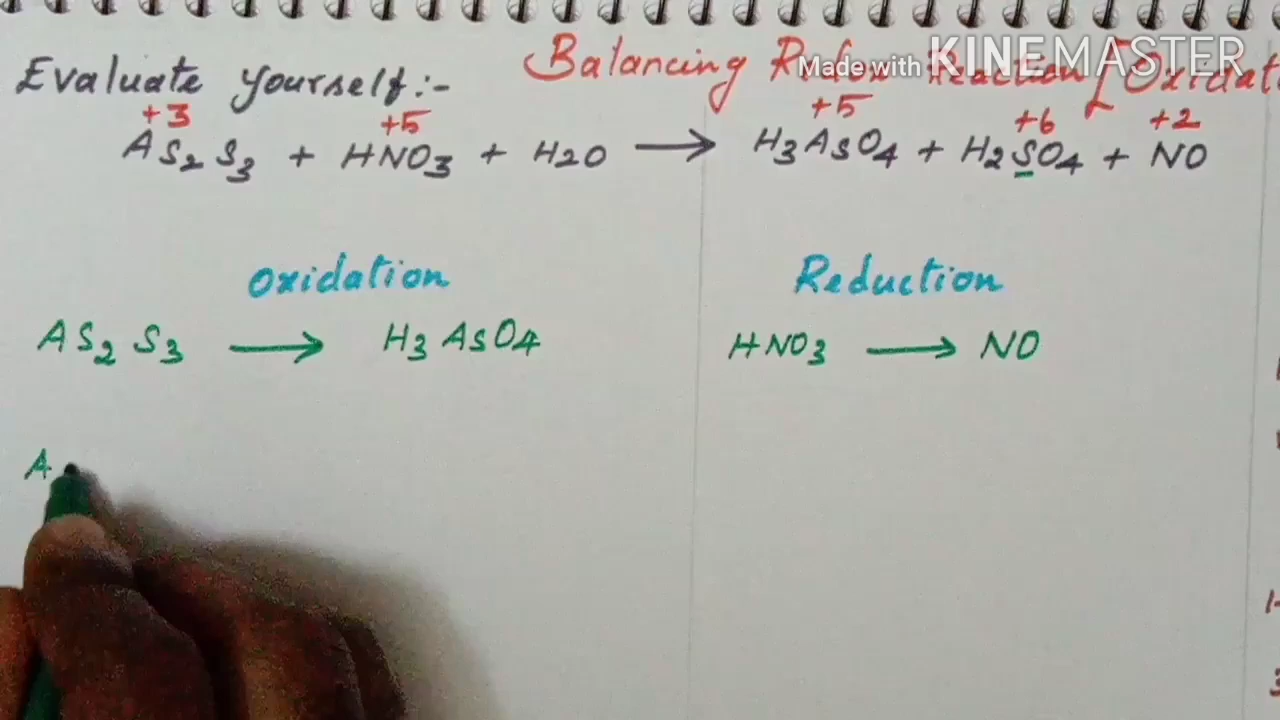 Made with KINEMASTER
Balancing Redox Reaction [Oxidat
Evaluate yourself:-
+3 +5 +5 +6 +2
As₂S₃ + HNO₃ + H₂O → H₃AsO₄ + H₂SO₄ + NO
Oxidation Reduction
As₂S₃ → H₃AsO₄ HNO₃ → NO
A